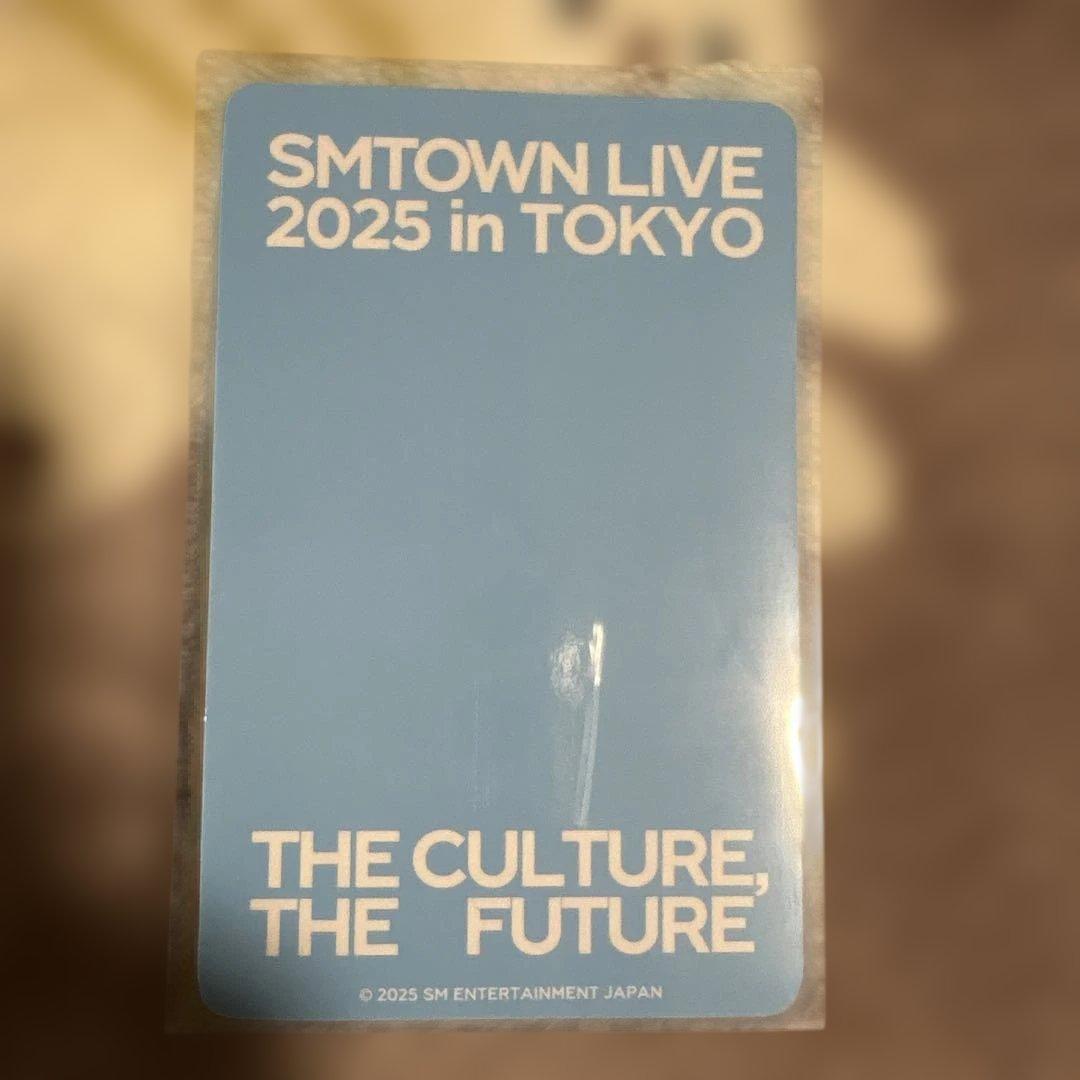 SMTOWN LIVE
2025 in TOKYO
THE CULTURE,
THE FUTURE
© 2025 SM ENTERTAINMENT JAPAN